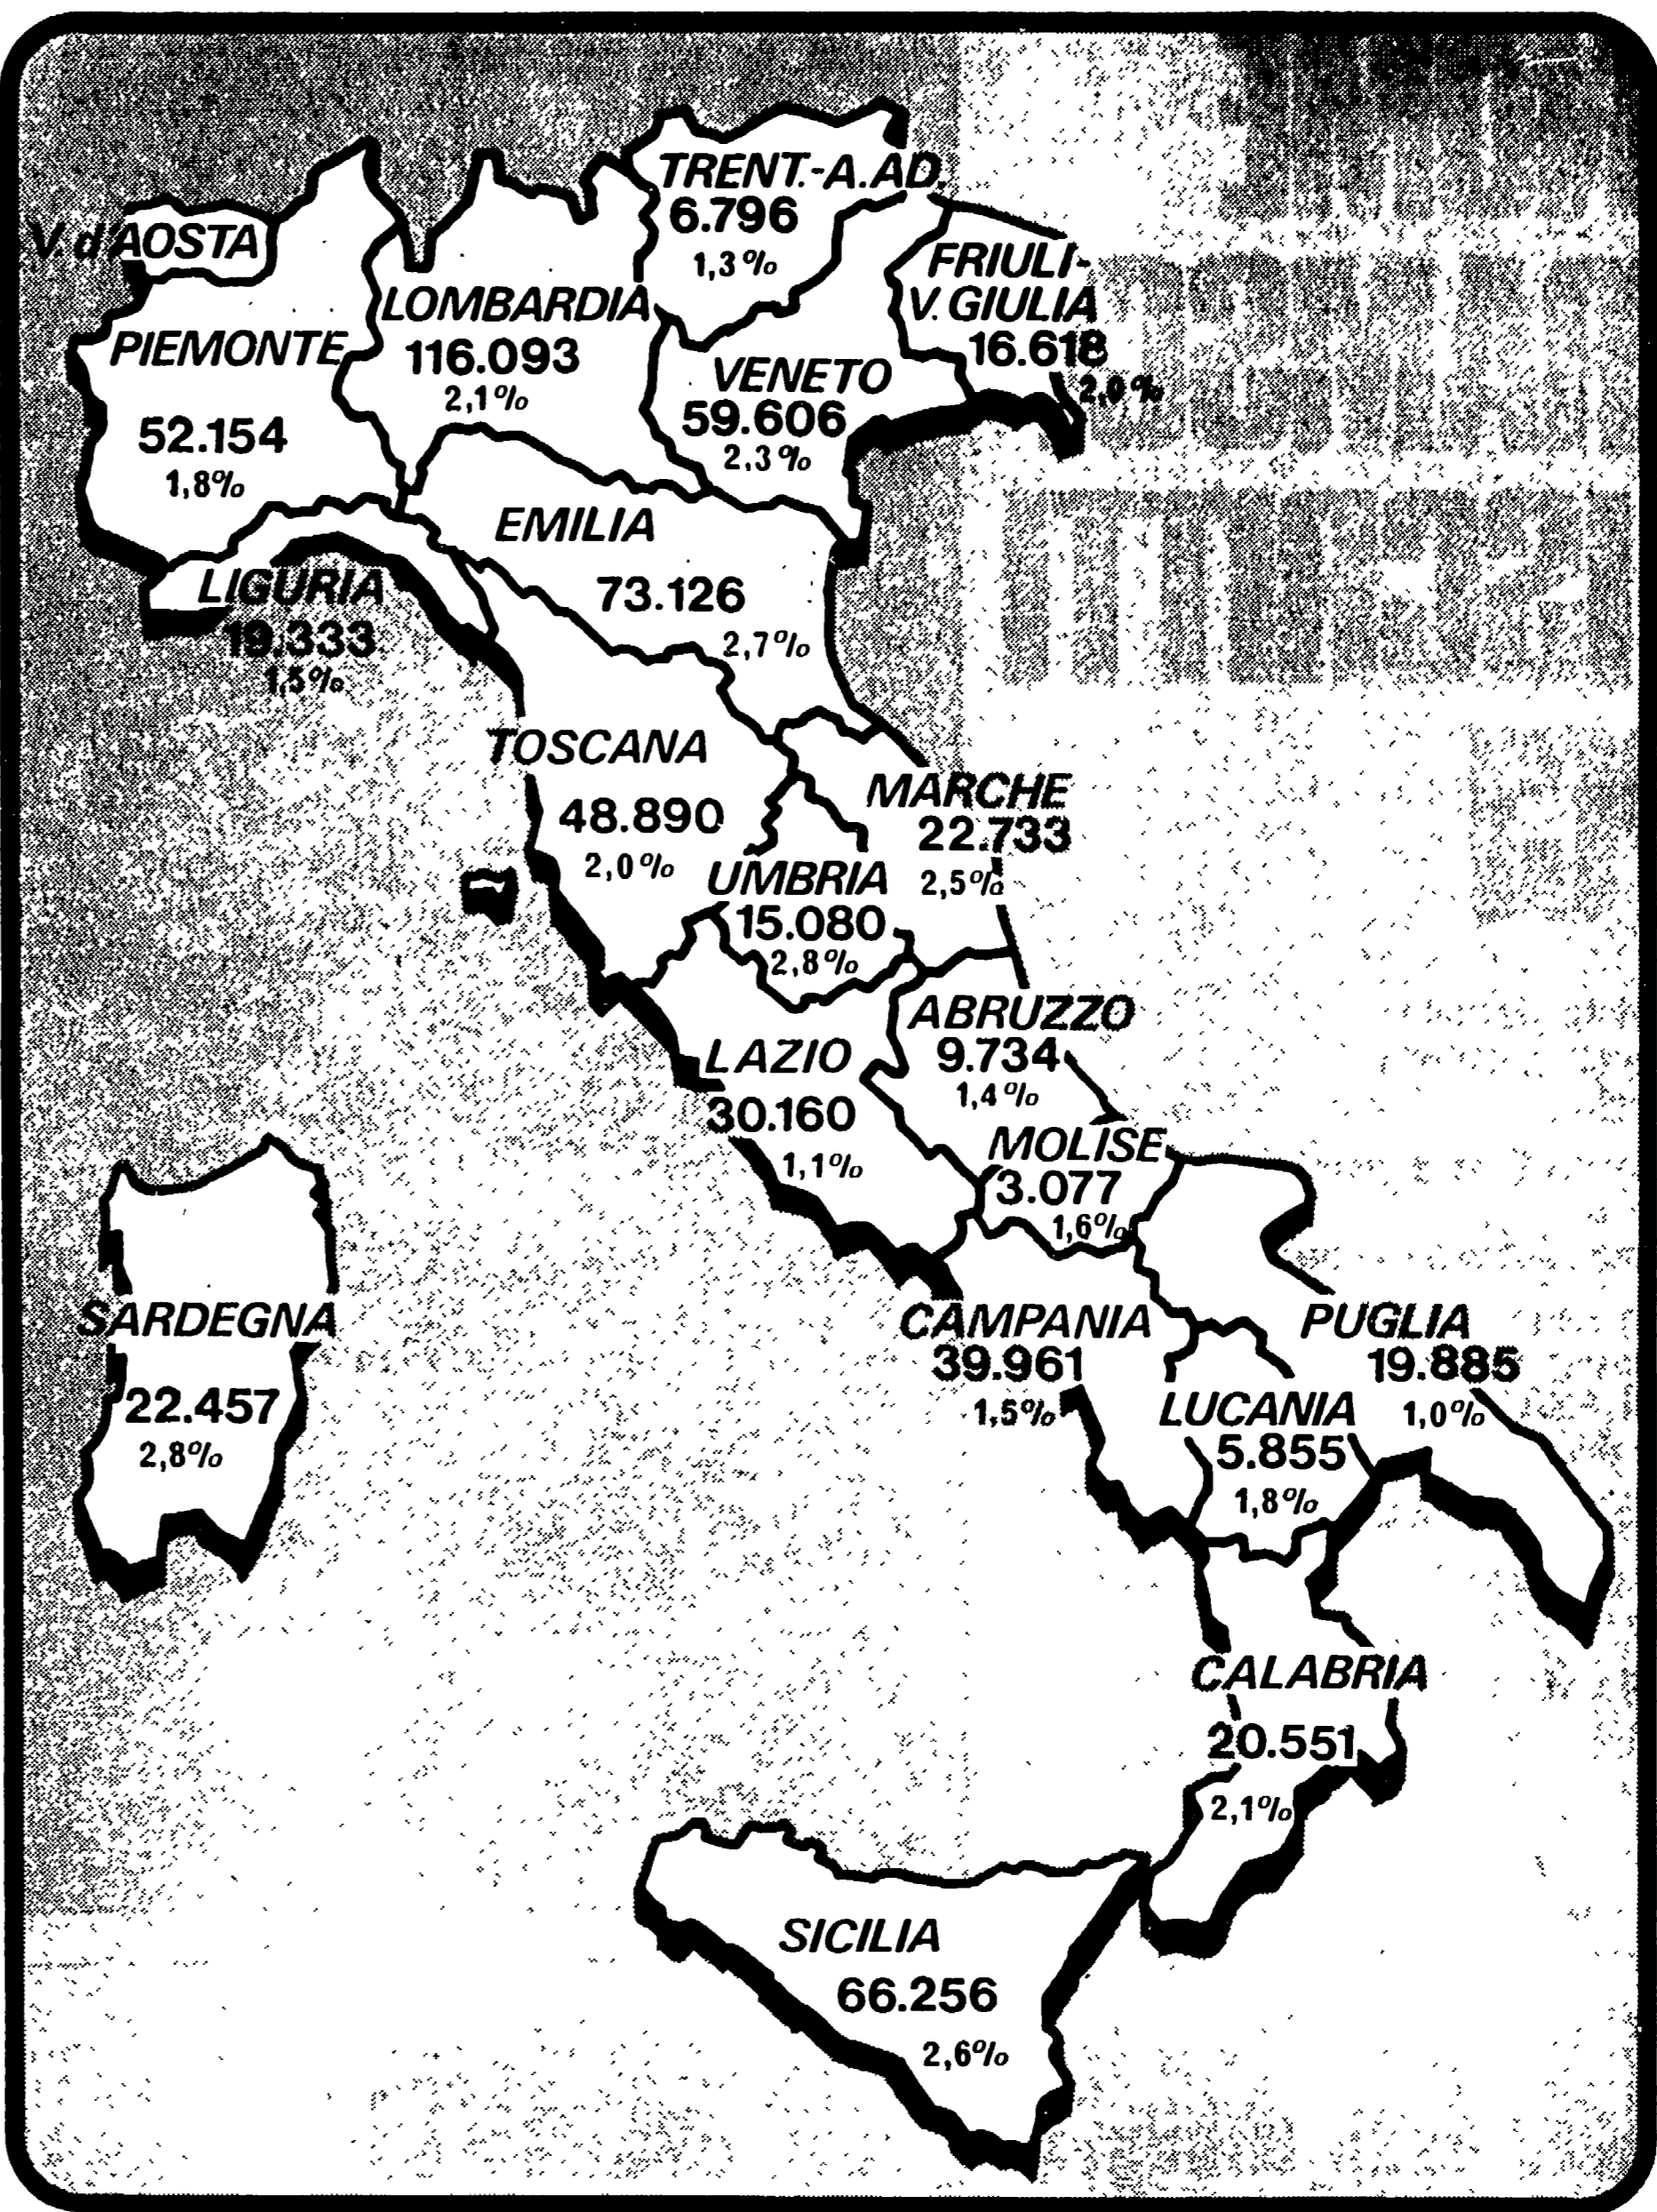 TRENT.-A.AD.
6.796
1,3%
V. d'AOSTA
FRIULI-
V. GIULIA
16.618
2,0%
LOMBARDIA
116.093
2,1%
PIEMONTE
52.154
1,8%
VENETO
59.606
2,3%
EMILIA
73.126
2,7%
LIGURIA
19.333
1,5%
TOSCANA
48.890
2,0%
MARCHE
22.733
2,5%
UMBRIA
15.080
2,8%
ABRUZZO
9.734
1,4%
LAZIO
30.160
1,1%
MOLISE
3.077
1,6%
SARDEGNA
22.457
2,8%
CAMPANIA
39.961
1,5%
PUGLIA
19.885
1,0%
LUCANIA
5.855
1,8%
CALABRIA
20.551
2,1%
SICILIA
66.256
2,6%